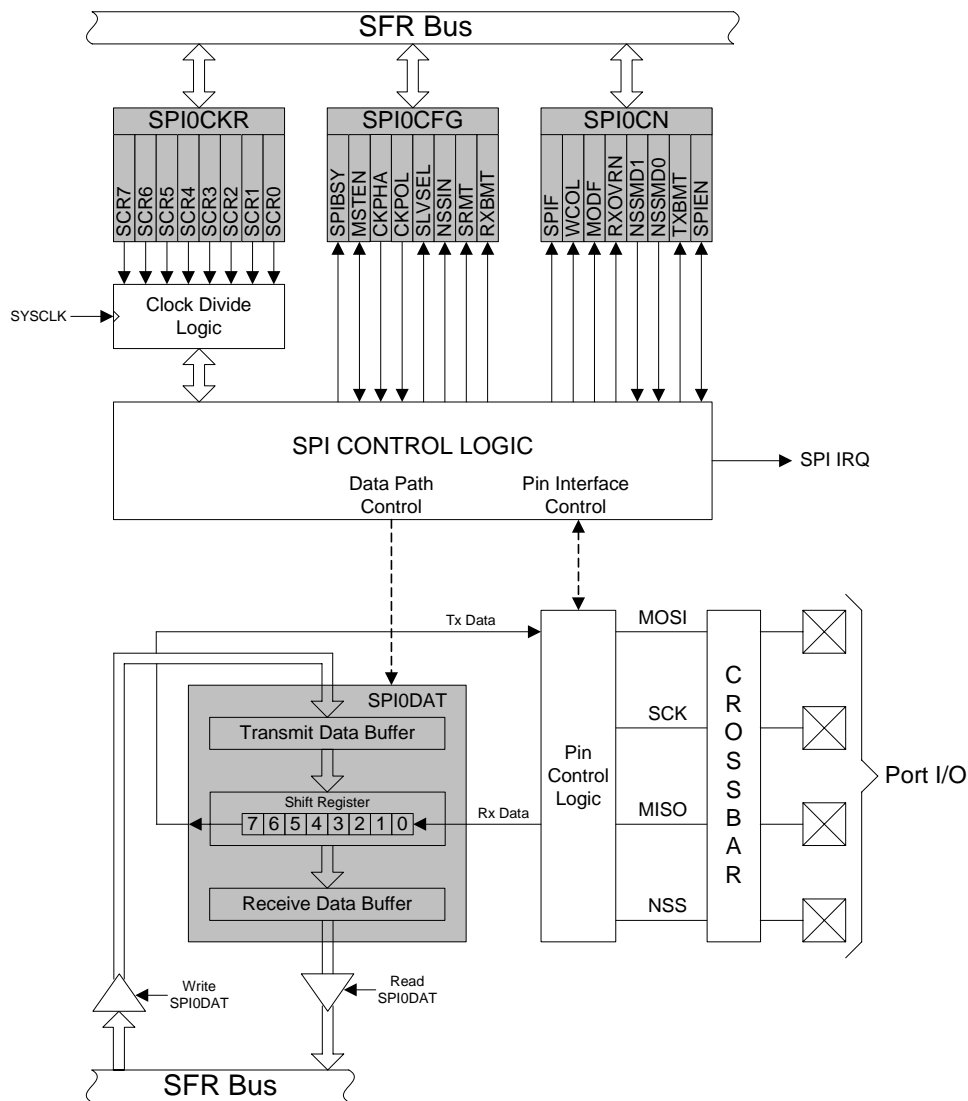 SFR Bus
SPI0CKR
SCR7
SCR6
SCR5
SCR4
SCR3
SCR2
SCR1
SCR0
SPI0CFG
SPIBSY
MSTEN
CKPHA
CKPOL
SLVSEL
NSSIN
SRMT
RXBMT
SPI0CN
SPIF
WCOL
MODF
RXOVRN
NSSMD1
NSSMD0
TXBMT
SPIEN
SYSCLK
Clock Divide
Logic
SPI CONTROL LOGIC
Data Path
Control
Pin Interface
Control
SPI IRQ
Tx Data
SPI0DAT
Transmit Data Buffer
Shift Register
7 6 5 4 3 2 1 0
Rx Data
Receive Data Buffer
Pin
Control
Logic
MOSI
SCK
MISO
NSS
CROSSBAR
Port I/O
Write
SPI0DAT
Read
SPI0DAT
SFR Bus